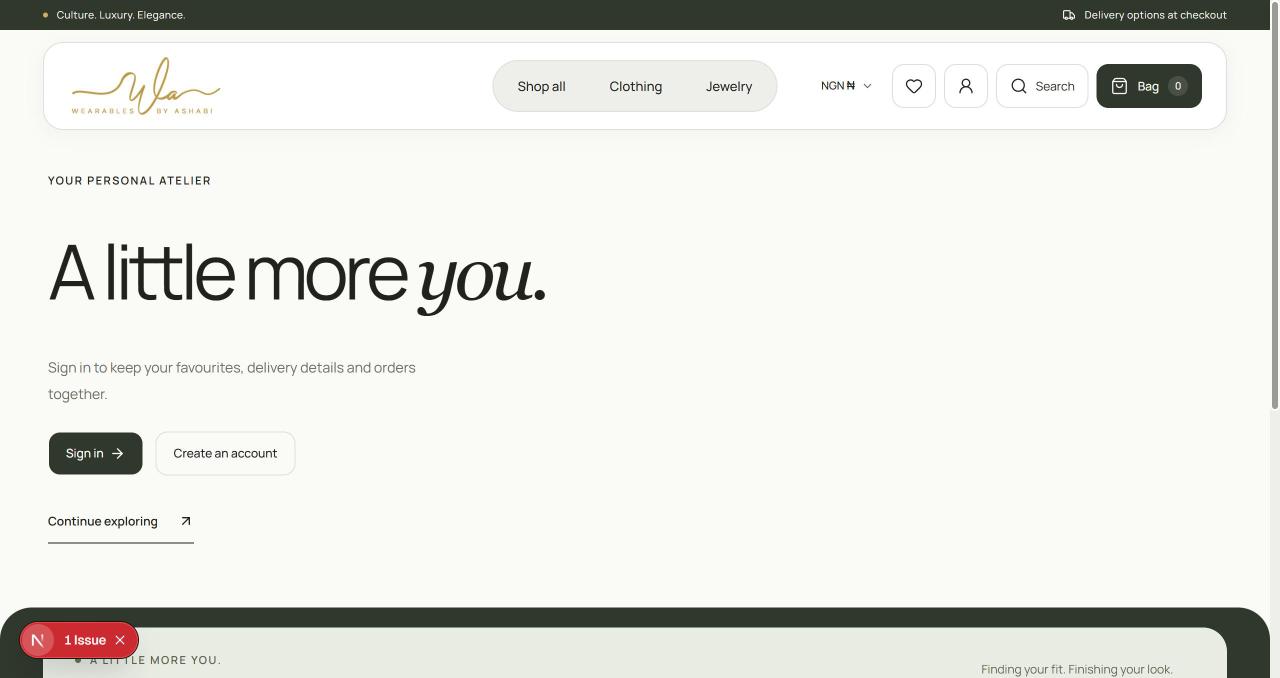 Culture. Luxury. Elegance.
Delivery options at checkout
Wa
WEARABLES BY ASHABI
Shop all
Clothing
Jewelry
NGN ₦
Search
Bag
0
YOUR PERSONAL ATELIER
A little more you.
Sign in to keep your favourites, delivery details and orders
together.
Sign in
Create an account
Continue exploring
N
1 Issue
A LITTLE MORE YOU.
Finding your fit. Finishing your look.